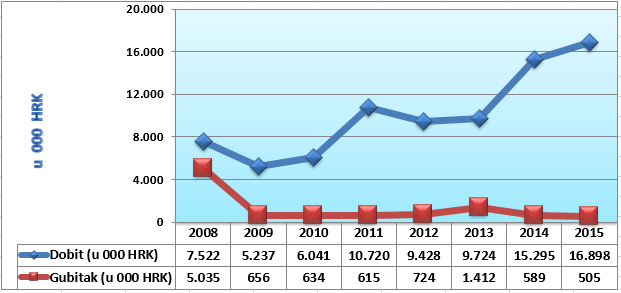 20.000
16.000
12.000
8.000
4.000
0
u 000 HRK
2008 2009 2010 2011 2012 2013 2014 2015
Dobit (u 000 HRK) 7.522 5.237 6.041 10.720 9.428 9.724 15.295 16.898
Gubitak (u 000 HRK) 5.035 656 634 615 724 1.412 589 505